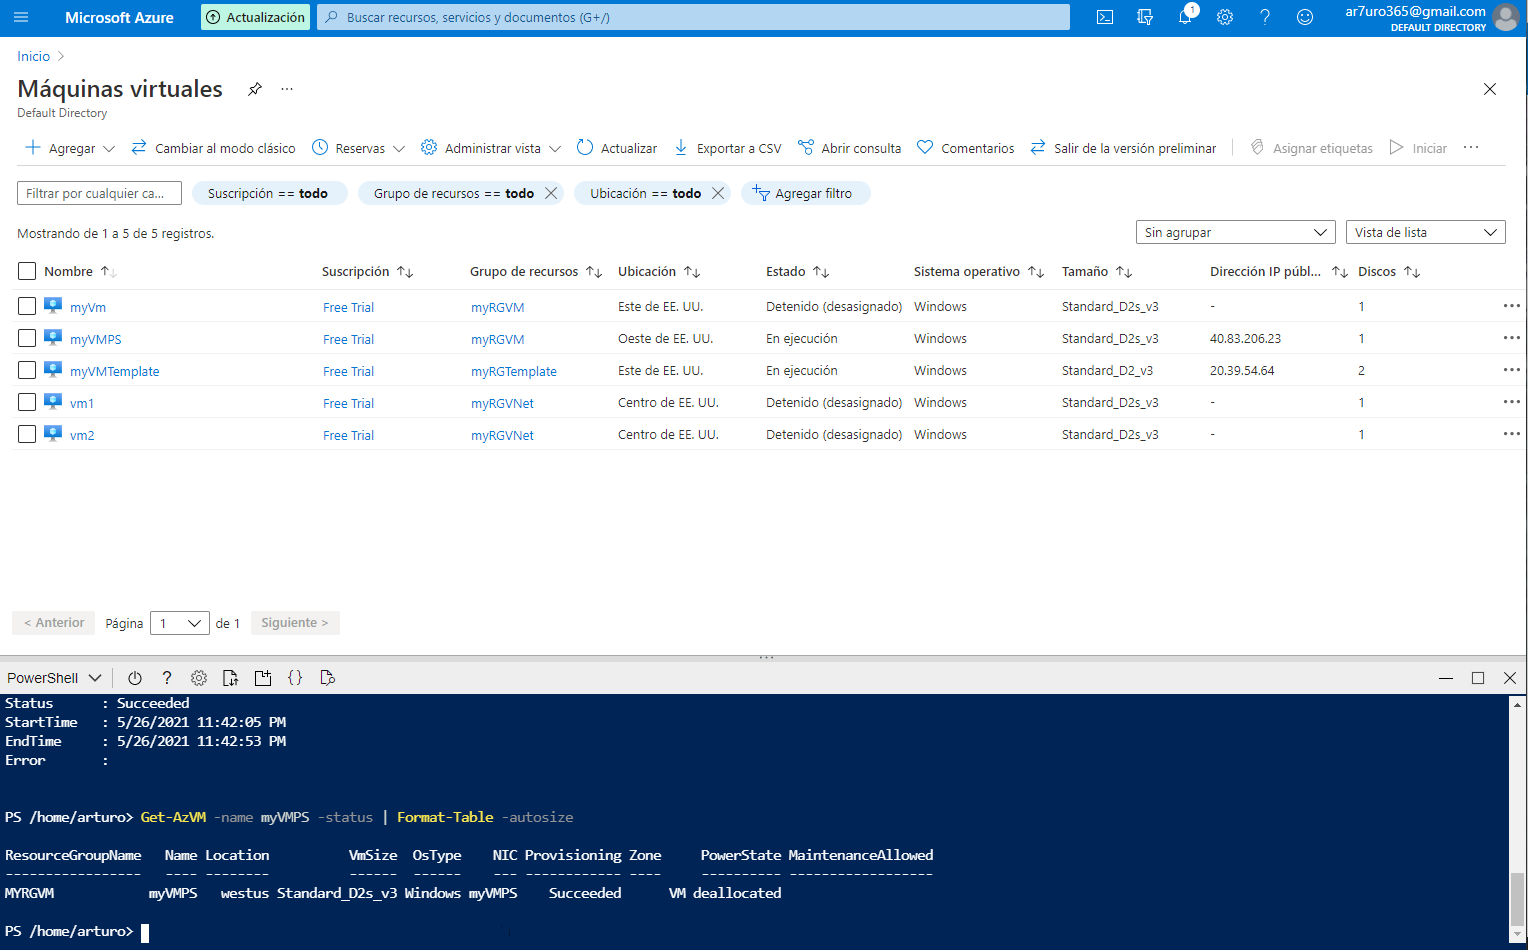 Microsoft Azure
Actualización
Buscar recursos, servicios y documentos (G+/)
1
ar7uro365@gmail.com
DEFAULT DIRECTORY
Inicio
Máquinas virtuales
Default Directory
Agregar Cambiar al modo clásico Reservas Administrar vista Actualizar Exportar a CSV Abrir consulta Comentarios Salir de la versión preliminar Asignar etiquetas Iniciar
Filtrar por cualquier ca... Suscripción == todo Grupo de recursos == todo Ubicación == todo Agregar filtro
Mostrando de 1 a 5 de 5 registros. Sin agrupar Vista de lista
Nombre Suscripción Grupo de recursos Ubicación Estado Sistema operativo Tamaño Dirección IP públ... Discos
myVm Free Trial myRGVM Este de EE. UU. Detenido (desasignado) Windows Standard_D2s_v3 - 1
myVMPS Free Trial myRGVM Oeste de EE. UU. En ejecución Windows Standard_D2s_v3 40.83.206.23 1
myVMTemplate Free Trial myRGTemplate Este de EE. UU. En ejecución Windows Standard_D2_v3 20.39.54.64 2
vm1 Free Trial myRGVNet Centro de EE. UU. Detenido (desasignado) Windows Standard_D2s_v3 - 1
vm2 Free Trial myRGVNet Centro de EE. UU. Detenido (desasignado) Windows Standard_D2s_v3 - 1
< Anterior Página 1 de 1 Siguiente >
PowerShell
Status : Succeeded
StartTime : 5/26/2021 11:42:05 PM
EndTime : 5/26/2021 11:42:53 PM
Error :
PS /home/arturo> Get-AzVM -name myVMPS -status | Format-Table -autosize
ResourceGroupName Name Location VmSize OsType NIC Provisioning Zone PowerState MaintenanceAllowed
----------------- ---- -------- ------ ------ --- ------------ ---- ---------- ------------------
MYRGVM myVMPS westus Standard_D2s_v3 Windows myVMPS Succeeded VM deallocated
PS /home/arturo>